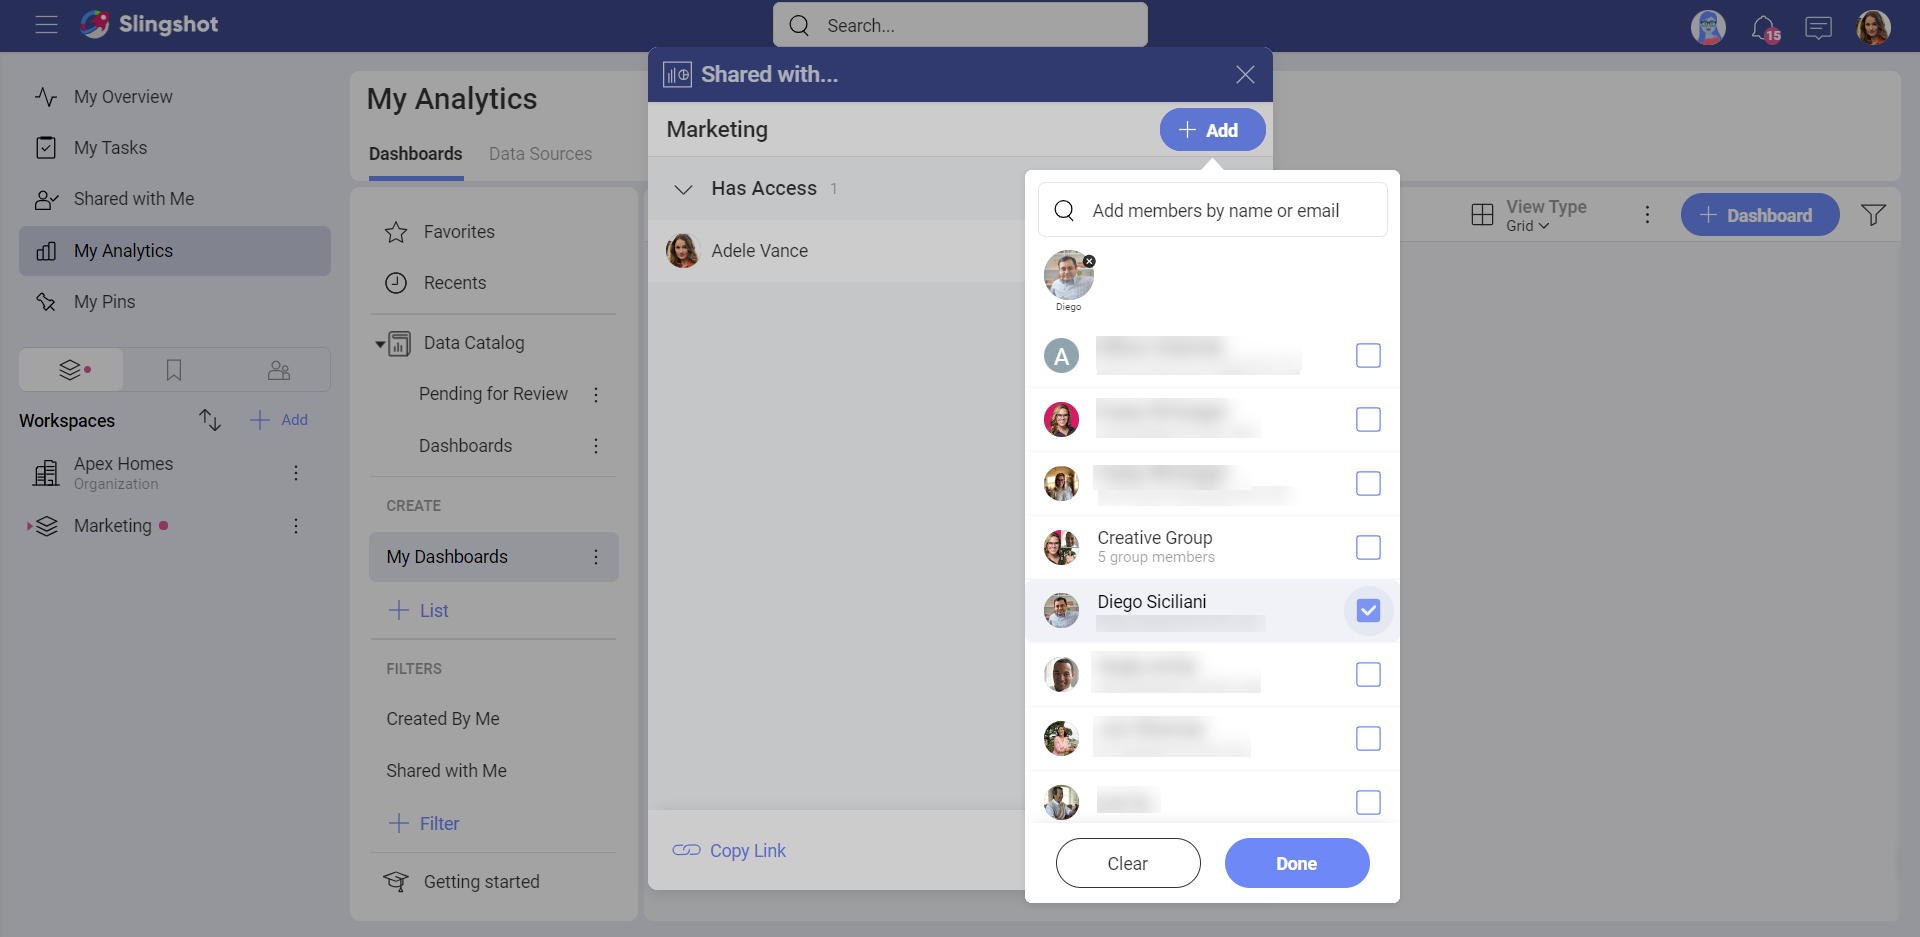 Slingshot
Search...
15
My Overview
My Tasks
Shared with Me
My Analytics
My Pins
Workspaces
Add
Apex Homes
Organization
Marketing
My Analytics
Dashboards
Data Sources
Favorites
Recents
Data Catalog
Pending for Review
Dashboards
CREATE
My Dashboards
List
FILTERS
Created By Me
Shared with Me
Filter
Getting started
Shared with...
Marketing
Add
Has Access 1
Adele Vance
Copy Link
Add members by name or email
Diego
A
Creative Group
5 group members
Diego Siciliani
Clear
Done
View Type
Grid
Dashboard